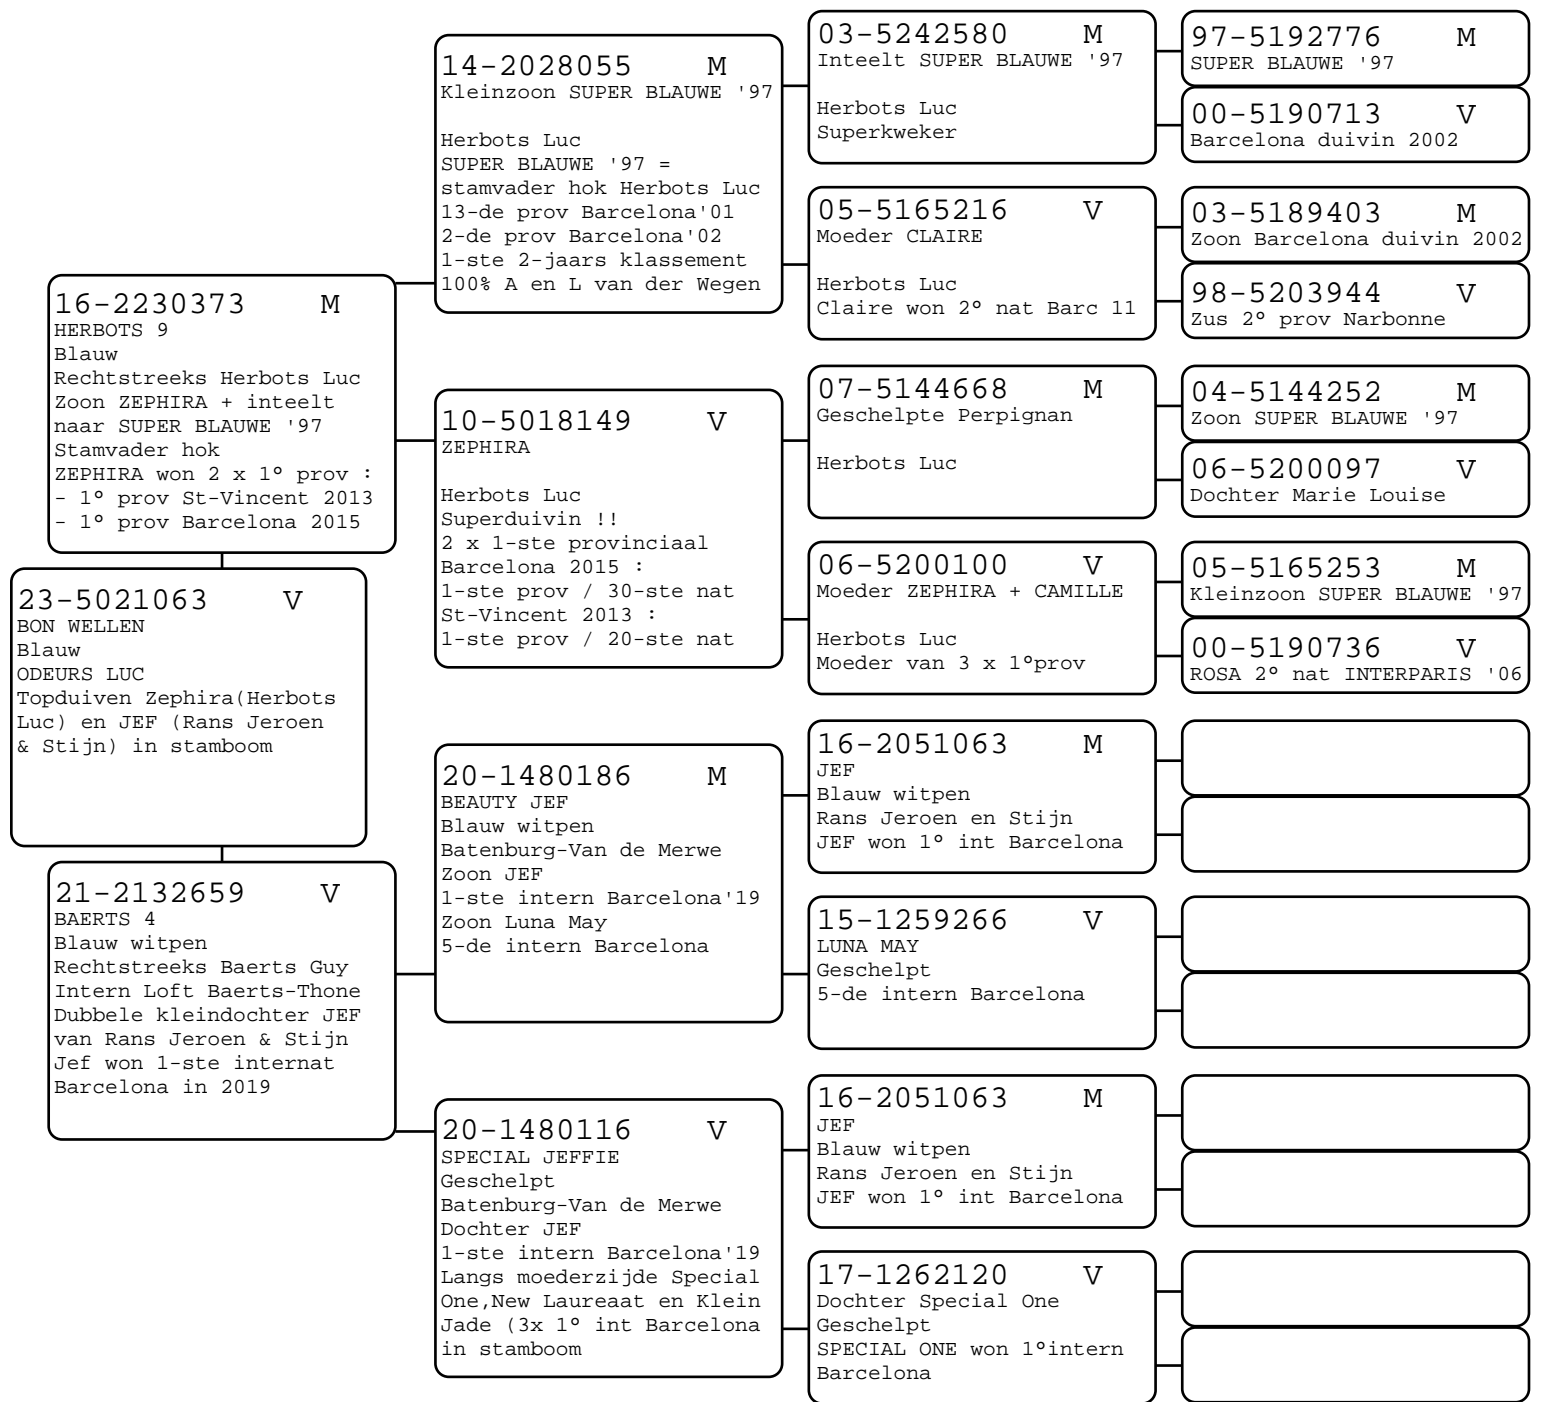 23-5021063 V
BON WELLEN
Blauw
ODEURS LUC
Topduiven Zephira(Herbots
Luc) en JEF (Rans Jeroen
& Stijn) in stamboom
16-2230373 M
HERBOTS 9
Blauw
Rechtstreeks Herbots Luc
Zoon ZEPHIRA + inteelt
naar SUPER BLAUWE '97
Stamvader hok
ZEPHIRA won 2 x 1° prov :
- 1° prov St-Vincent 2013
- 1° prov Barcelona 2015
21-2132659 V
BAERTS 4
Blauw witpen
Rechtstreeks Baerts Guy
Intern Loft Baerts-Thone
Dubbele kleindochter JEF
van Rans Jeroen & Stijn
Jef won 1-ste internat
Barcelona in 2019
14-2028055 M
Kleinzoon SUPER BLAUWE '97
Herbots Luc
SUPER BLAUWE '97 =
stamvader hok Herbots Luc
13-de prov Barcelona'01
2-de prov Barcelona'02
1-ste 2-jaars klassement
100% A en L van der Wegen
10-5018149 V
ZEPHIRA
Herbots Luc
Superduivin !!
2 x 1-ste provinciaal
Barcelona 2015 :
1-ste prov / 30-ste nat
St-Vincent 2013 :
1-ste prov / 20-ste nat
20-1480186 M
BEAUTY JEF
Blauw witpen
Batenburg-Van de Merwe
Zoon JEF
1-ste intern Barcelona'19
Zoon Luna May
5-de intern Barcelona
20-1480116 V
SPECIAL JEFFIE
Geschelpt
Batenburg-Van de Merwe
Dochter JEF
1-ste intern Barcelona'19
Langs moederzijde Special
One,New Laureaat en Klein
Jade (3x 1° int Barcelona
in stamboom
03-5242580 M
Inteelt SUPER BLAUWE '97
Herbots Luc
Superkweker
05-5165216 V
Moeder CLAIRE
Herbots Luc
Claire won 2° nat Barc 11
07-5144668 M
Geschelpte Perpignan
Herbots Luc
06-5200100 V
Moeder ZEPHIRA + CAMILLE
Herbots Luc
Moeder van 3 x 1°prov
16-2051063 M
JEF
Blauw witpen
Rans Jeroen en Stijn
JEF won 1° int Barcelona
15-1259266 V
LUNA MAY
Geschelpt
5-de intern Barcelona
16-2051063 M
JEF
Blauw witpen
Rans Jeroen en Stijn
JEF won 1° int Barcelona
17-1262120 V
Dochter Special One
Geschelpt
SPECIAL ONE won 1°intern
Barcelona
97-5192776 M
SUPER BLAUWE '97
00-5190713 V
Barcelona duivin 2002
03-5189403 M
Zoon Barcelona duivin 2002
98-5203944 V
Zus 2° prov Narbonne
04-5144252 M
Zoon SUPER BLAUWE '97
06-5200097 V
Dochter Marie Louise
05-5165253 M
Kleinzoon SUPER BLAUWE '97
00-5190736 V
ROSA 2° nat INTERPARIS '06